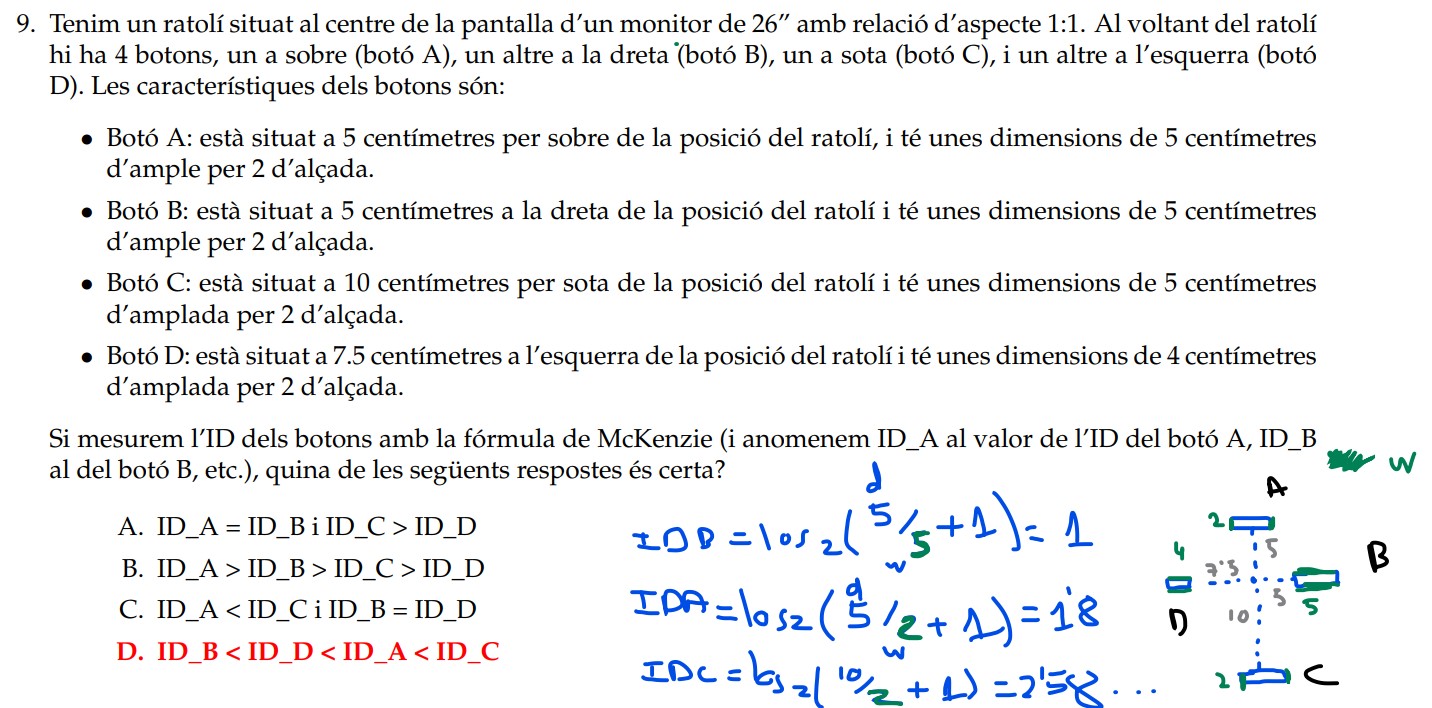 9. Tenim un ratolí situat al centre de la pantalla d'un monitor de 26" amb relació d'aspecte 1:1. Al voltant del ratolí
hi ha 4 botons, un a sobre (botó A), un altre a la dreta (botó B), un a sota (botó C), i un altre a l'esquerra (botó
D). Les característiques dels botons són:
• Botó A: està situat a 5 centímetres per sobre de la posició del ratolí, i té unes dimensions de 5 centímetres
d'ample per 2 d'alçada.
• Botó B: està situat a 5 centímetres a la dreta de la posició del ratolí i té unes dimensions de 5 centímetres
d'ample per 2 d'alçada.
• Botó C: està situat a 10 centímetres per sota de la posició del ratolí i té unes dimensions de 5 centímetres
d'amplada per 2 d'alçada.
• Botó D: està situat a 7.5 centímetres a l'esquerra de la posició del ratolí i té unes dimensions de 4 centímetres
d'amplada per 2 d'alçada.
Si mesurem l'ID dels botons amb la fórmula de McKenzie (i anomenem ID_A al valor de l'ID del botó A, ID_B
al del botó B, etc.), quina de les següents respostes és certa?
A. ID_A = ID_B i ID_C > ID_D
B. ID_A > ID_B > ID_C > ID_D
C. ID_A < ID_C i ID_B = ID_D
D. ID_B < ID_D < ID_A < ID_C
d
IDB = log2(5/5+1) = 1
w
d
IDA = log2(5/2+1) = 1'8
w
IDC = log2(10/2+1) = 2'58...
w
A
2
5
B
4
7'5
5
5
D
10
2
C